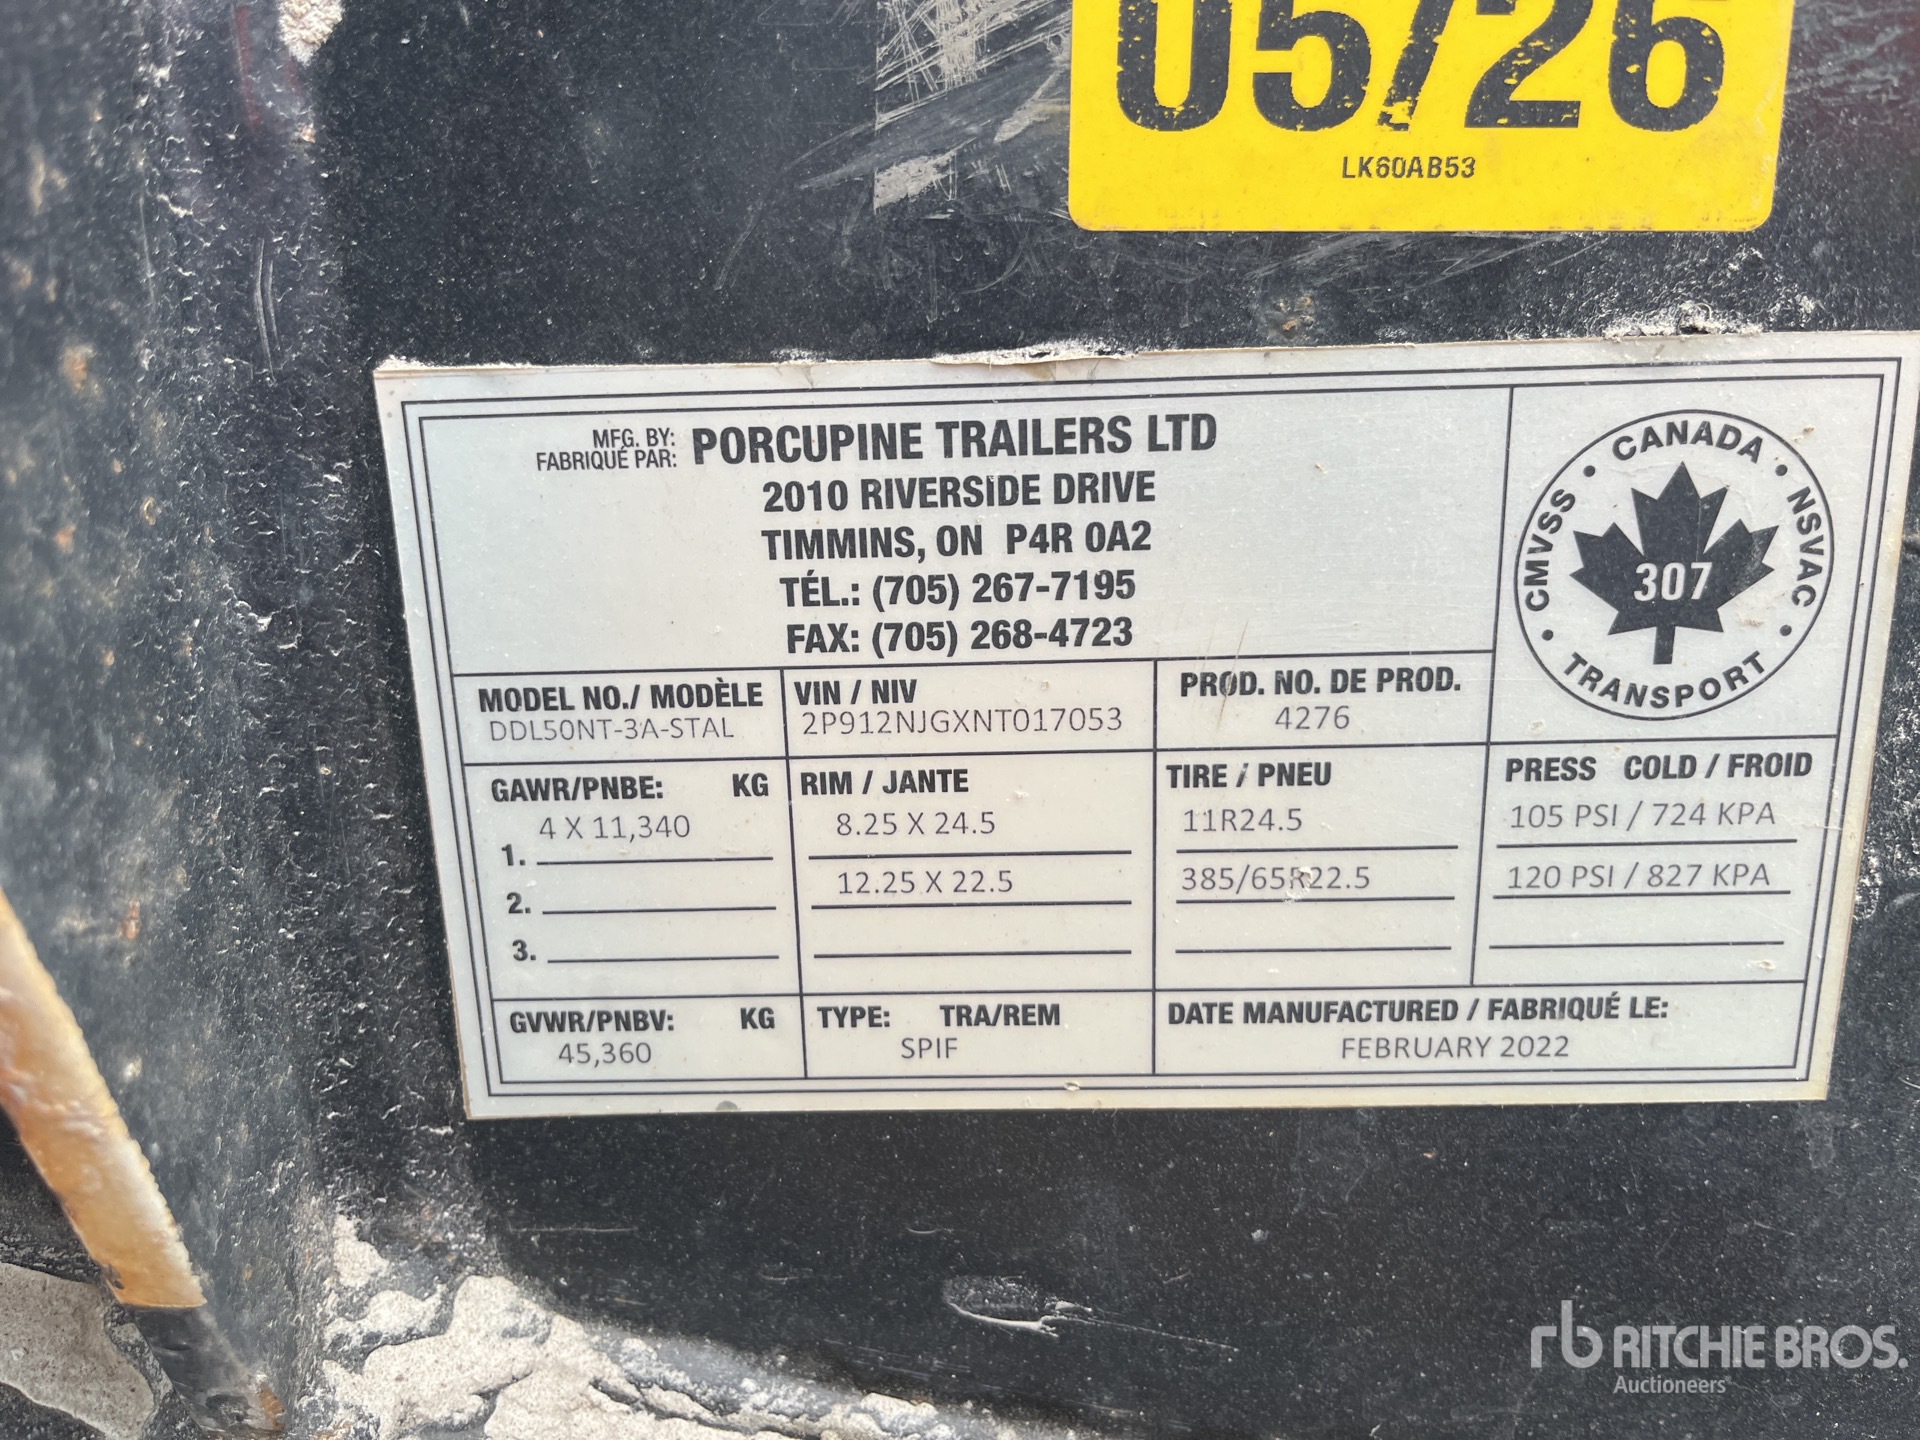 05/26
LK60AB53
MFG. BY: PORCUPINE TRAILERS LTD
FABRIQUÉ PAR:
2010 RIVERSIDE DRIVE
TIMMINS, ON P4R 0A2
TÉL.: (705) 267-7195
FAX: (705) 268-4723
CANADA
CMVSS
NSVAC
307
TRANSPORT
MODEL NO./ MODÈLE VIN / NIV PROD. NO. DE PROD.
DDL50NT-3A-STAL 2P912NJGXNT017053 4276
GAWR/PNBE: KG RIM / JANTE TIRE / PNEU PRESS COLD / FROID
4 X 11,340 8.25 X 24.5 11R24.5 105 PSI / 724 KPA
1.
12.25 X 22.5 385/65R22.5 120 PSI / 827 KPA
2.
3.
GVWR/PNBV: KG TYPE: TRA/REM DATE MANUFACTURED / FABRIQUÉ LE:
45,360 SPIF FEBRUARY 2022
rb RITCHIE BROS.
Auctioneers